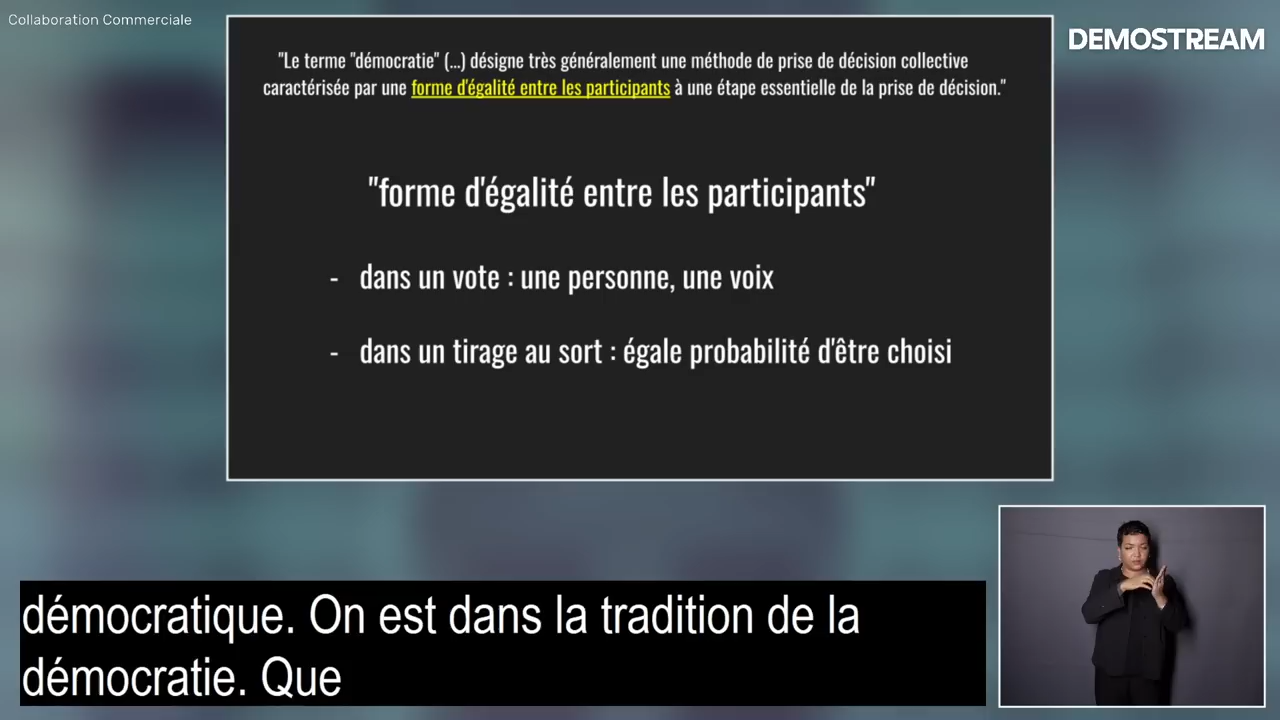 Collaboration Commerciale
DEMOSTREAM
"Le terme "démocratie" (...) désigne très généralement une méthode de prise de décision collective
caractérisée par une forme d'égalité entre les participants à une étape essentielle de la prise de décision."
"forme d'égalité entre les participants"
- dans un vote : une personne, une voix
- dans un tirage au sort : égale probabilité d'être choisi
démocratique. On est dans la tradition de la
démocratie. Que